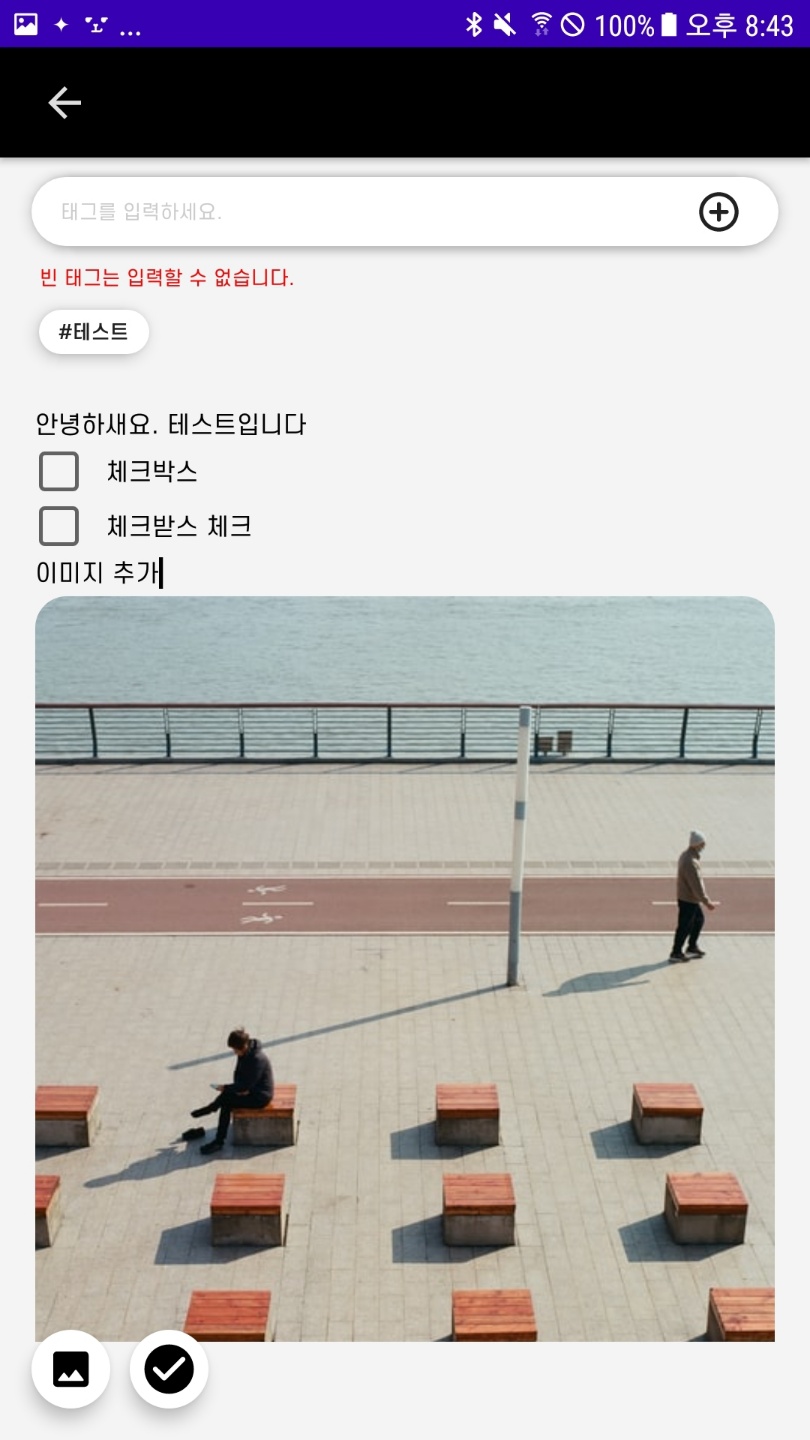 ... 100% 오후 8:43
태그를 입력하세요.
빈 태그는 입력할 수 없습니다.
#테스트
안녕하새요. 테스트입니다
체크박스
체크받스 체크
이미지 추가